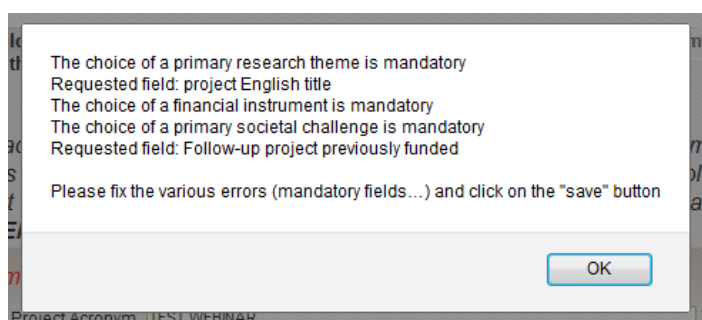 The choice of a primary research theme is mandatory
Requested field: project English title
The choice of a financial instrument is mandatory
The choice of a primary societal challenge is mandatory
Requested field: Follow-up project previously funded
Please fix the various errors (mandatory fields...) and click on the "save" button
OK
Project Acronym TEST WEBINAR